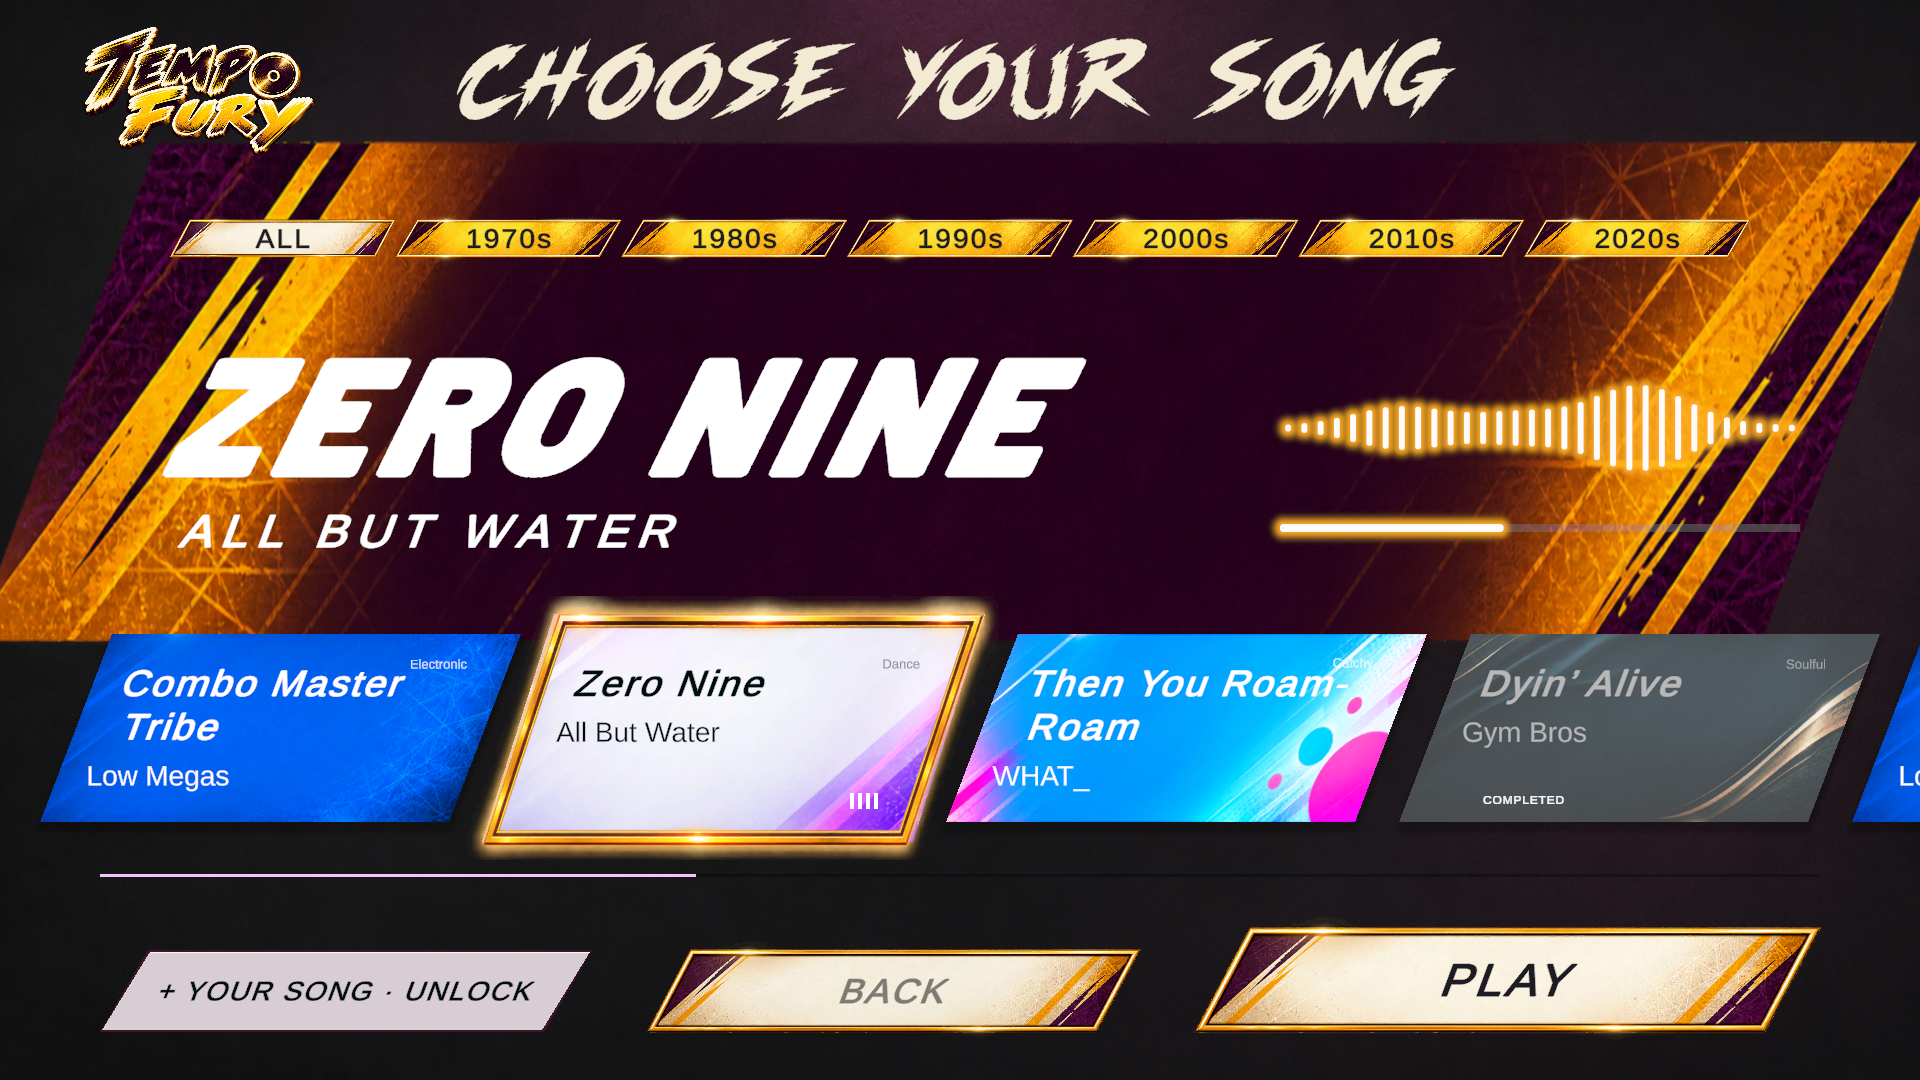 TEMPO
FURY
CHOOSE YOUR SONG
ALL
1970s
1980s
1990s
2000s
2010s
2020s
ZERO NINE
ALL BUT WATER
Electronic
Combo Master
Tribe
Low Megas
Dance
Zero Nine
All But Water
Catchy
Then You Roam-
Roam
WHAT_
Soulful
Dyin’ Alive
Gym Bros
COMPLETED
+ YOUR SONG · UNLOCK
BACK
PLAY